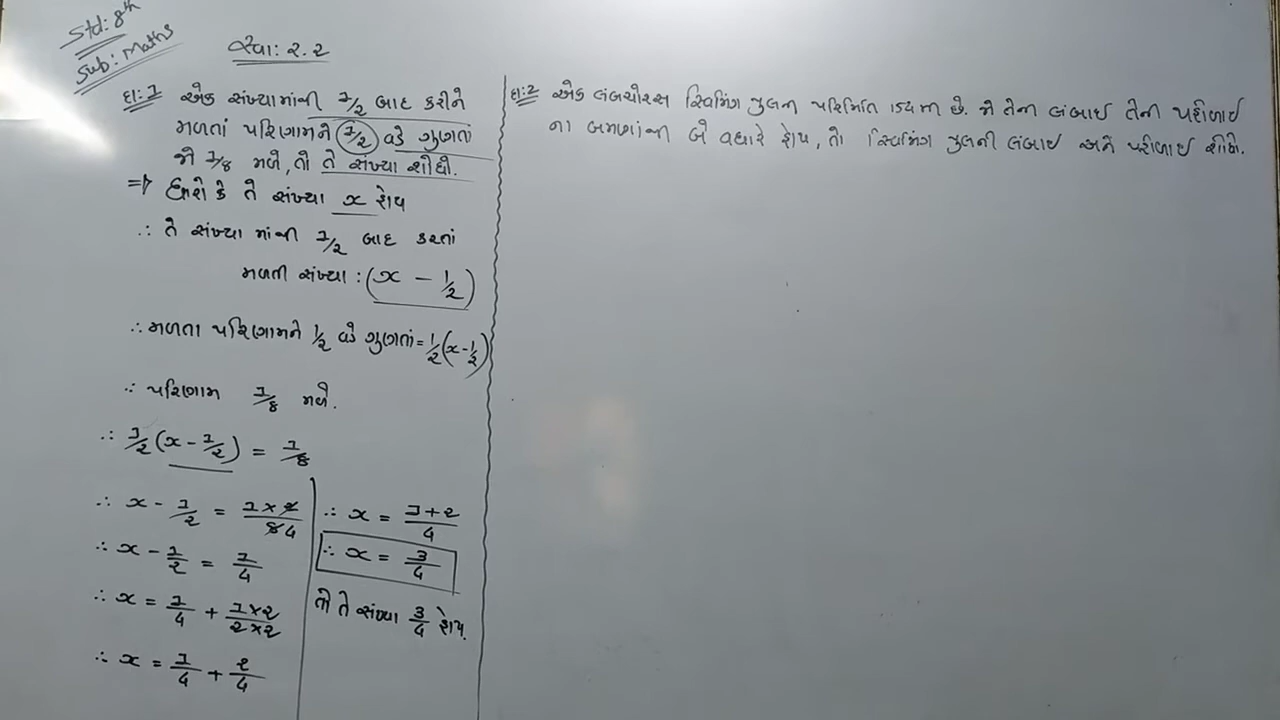 Std: 8th
Sub: Maths
સ્વા: ૨.૨
દા: ૧ એક સંખ્યામાંથી ૧/૨ બાદ કરીને
મળતાં પરિણામને (૧/૨) વડે ગુણતાં
જો ૧/૮ મળે, તો તે સંખ્યા શોધો.
=> ધારો કે તે સંખ્યા x હોય
∴ તે સંખ્યા માંથી ૧/૨ બાદ કરતાં
મળતી સંખ્યા : (x - 1/2)
∴ મળતા પરિણામને 1/2 વડે ગુણતાં = 1/2(x - 1/2)
∴ પરિણામ ૧/૮ મળે.
∴ ૧/૨(x - ૧/૨) = ૧/૮
∴ x - ૧/૨ = ૧×૨/૮ ૪
∴ x - ૧/૨ = ૧/૪
∴ x = ૧/૪ + ૧×૨/૨×૨
∴ x = ૧/૪ + ૨/૪
∴ x = ૧+૨/૪
∴ x = ૩/૪
તો તે સંખ્યા ૩/૪ હોય.
દા: ૨ એક લંબચોરસ સ્વિમિંગ પુલની પરિમિતિ ૧૫૪ મી છે. જો તેની લંબાઈ તેની પહોળાઈ
ના બમણાંથી બે વધારે હોય, તો સ્વિમિંગ પુલની લંબાઈ અને પહોળાઈ શોધો.